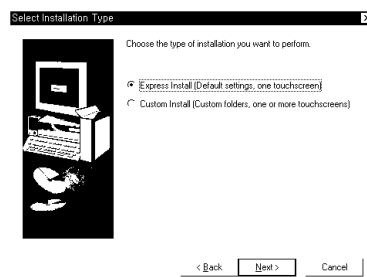 Select Installation Type
Choose the type of installation you want to perform.
Express Install (Default settings, one touchscreen)
Custom Install (Custom folders, one or more touchscreens)
< Back
Next >
Cancel